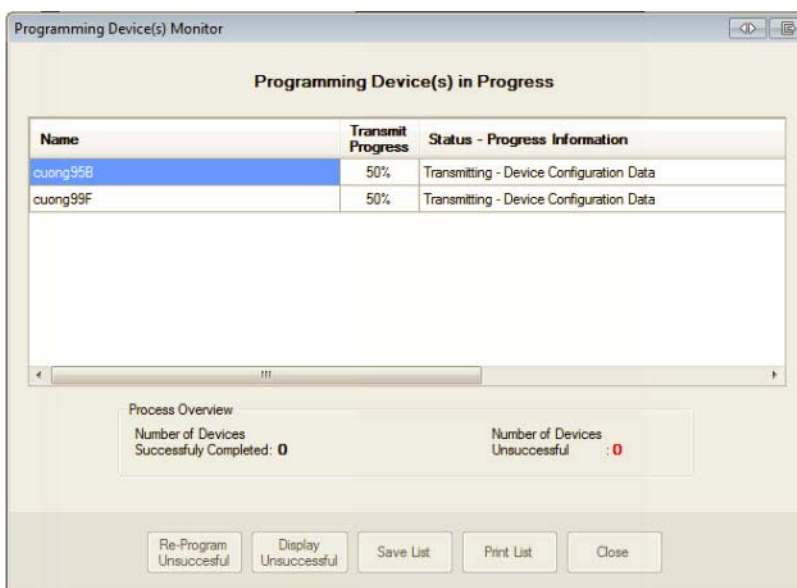 Programming Device(s) Monitor
Programming Device(s) in Progress
Name Transmit Progress Status - Progress Information
cuong95B 50% Transmitting - Device Configuration Data
cuong99F 50% Transmitting - Device Configuration Data
Process Overview
Number of Devices Number of Devices
Successfuly Completed: 0 Unsuccessful : 0
Re-Program Display Save List Print List Close
Unsuccesful Unsuccessful